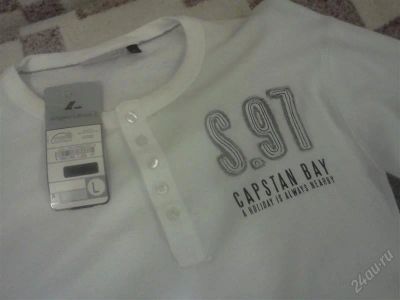 S.97
CAPSTAN BAY
A HOLIDAY IS ALWAYS NEARBY
L
24au.ru